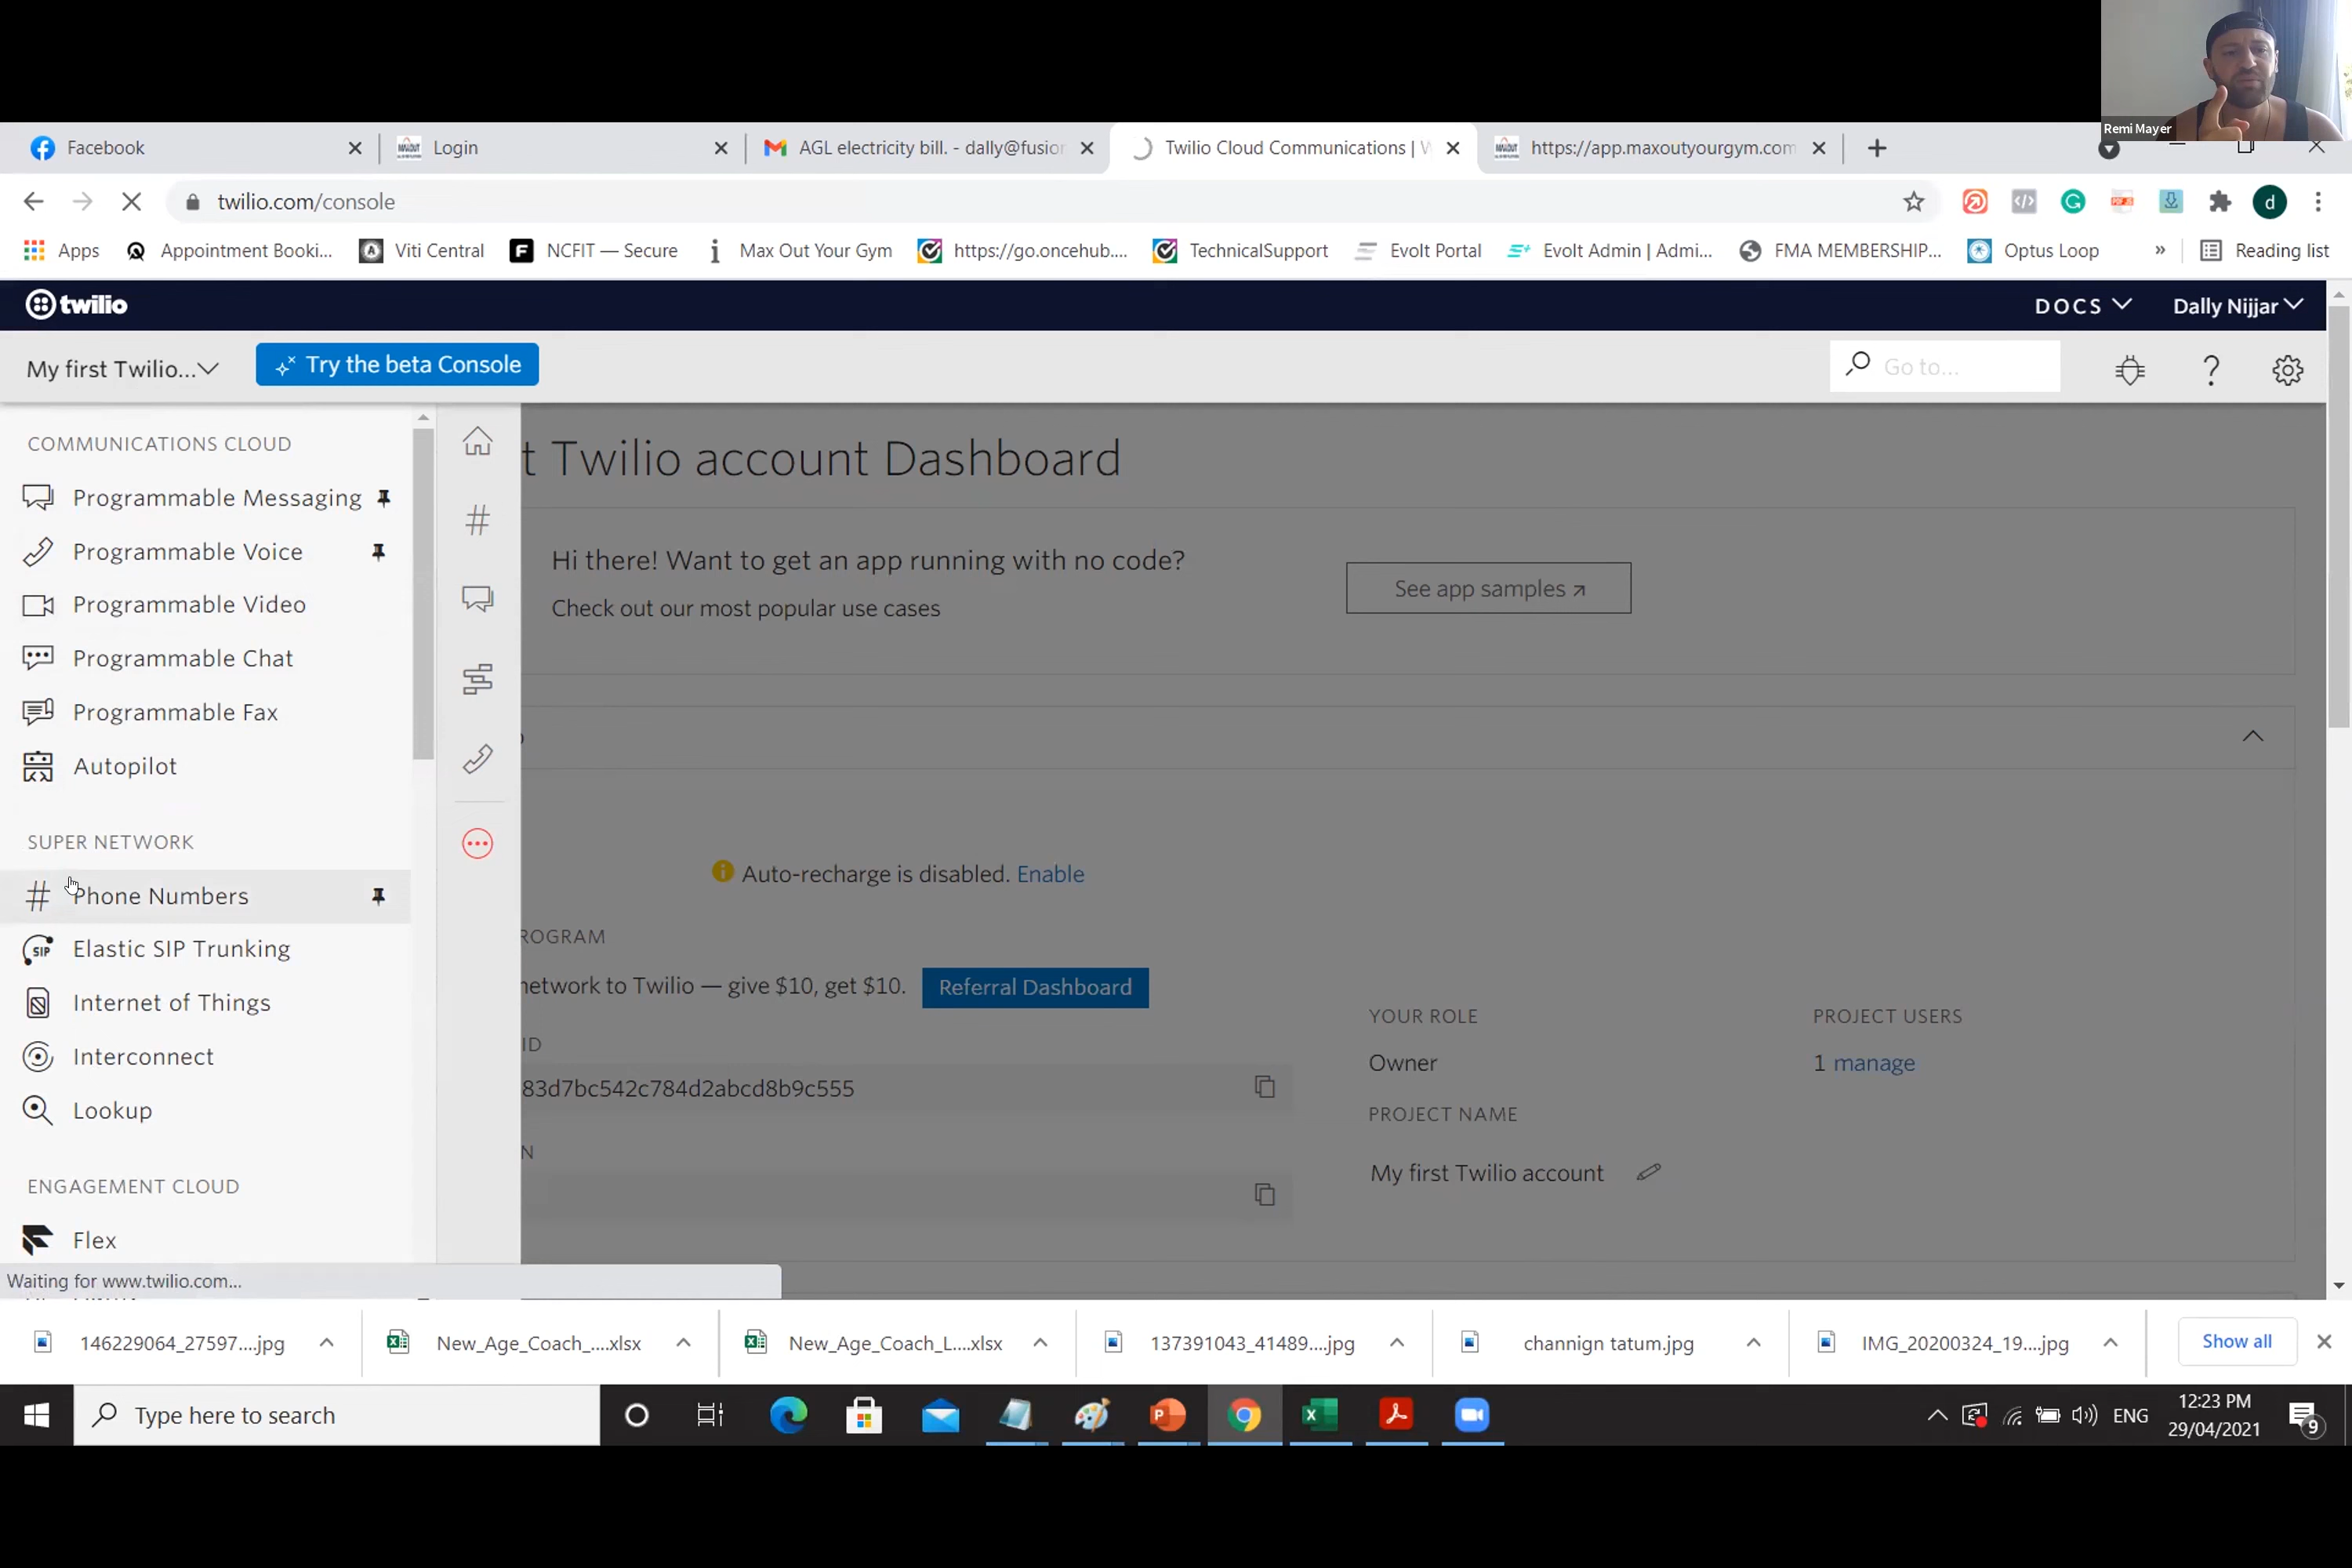 Remi Mayer
Facebook
Login
AGL electricity bill. - dally@fusio
Twilio Cloud Communications | W
https://app.maxoutyourgym.com
twilio.com/console
d
Apps
Appointment Booki...
Viti Central
NCFIT — Secure
Max Out Your Gym
https://go.oncehub....
TechnicalSupport
Evolt Portal
Evolt Admin | Admi...
FMA MEMBERSHIP...
Optus Loop
»
Reading list
twilio
DOCS
Dally Nijjar
My first Twilio...
Try the beta Console
Go to...
COMMUNICATIONS CLOUD
Programmable Messaging
Programmable Voice
Programmable Video
Programmable Chat
Programmable Fax
Autopilot
SUPER NETWORK
Phone Numbers
Elastic SIP Trunking
Internet of Things
Interconnect
Lookup
ENGAGEMENT CLOUD
Flex
t Twilio account Dashboard
Hi there! Want to get an app running with no code?
Check out our most popular use cases
See app samples
Auto-recharge is disabled. Enable
ROGRAM
network to Twilio — give $10, get $10.
Referral Dashboard
ID
83d7bc542c784d2abcd8b9c555
N
YOUR ROLE
Owner
PROJECT USERS
1 manage
PROJECT NAME
My first Twilio account
Waiting for www.twilio.com...
146229064_27597....jpg
New_Age_Coach_....xlsx
New_Age_Coach_L....xlsx
137391043_41489....jpg
channign tatum.jpg
IMG_20200324_19....jpg
Show all
Type here to search
ENG
12:23 PM
29/04/2021
9